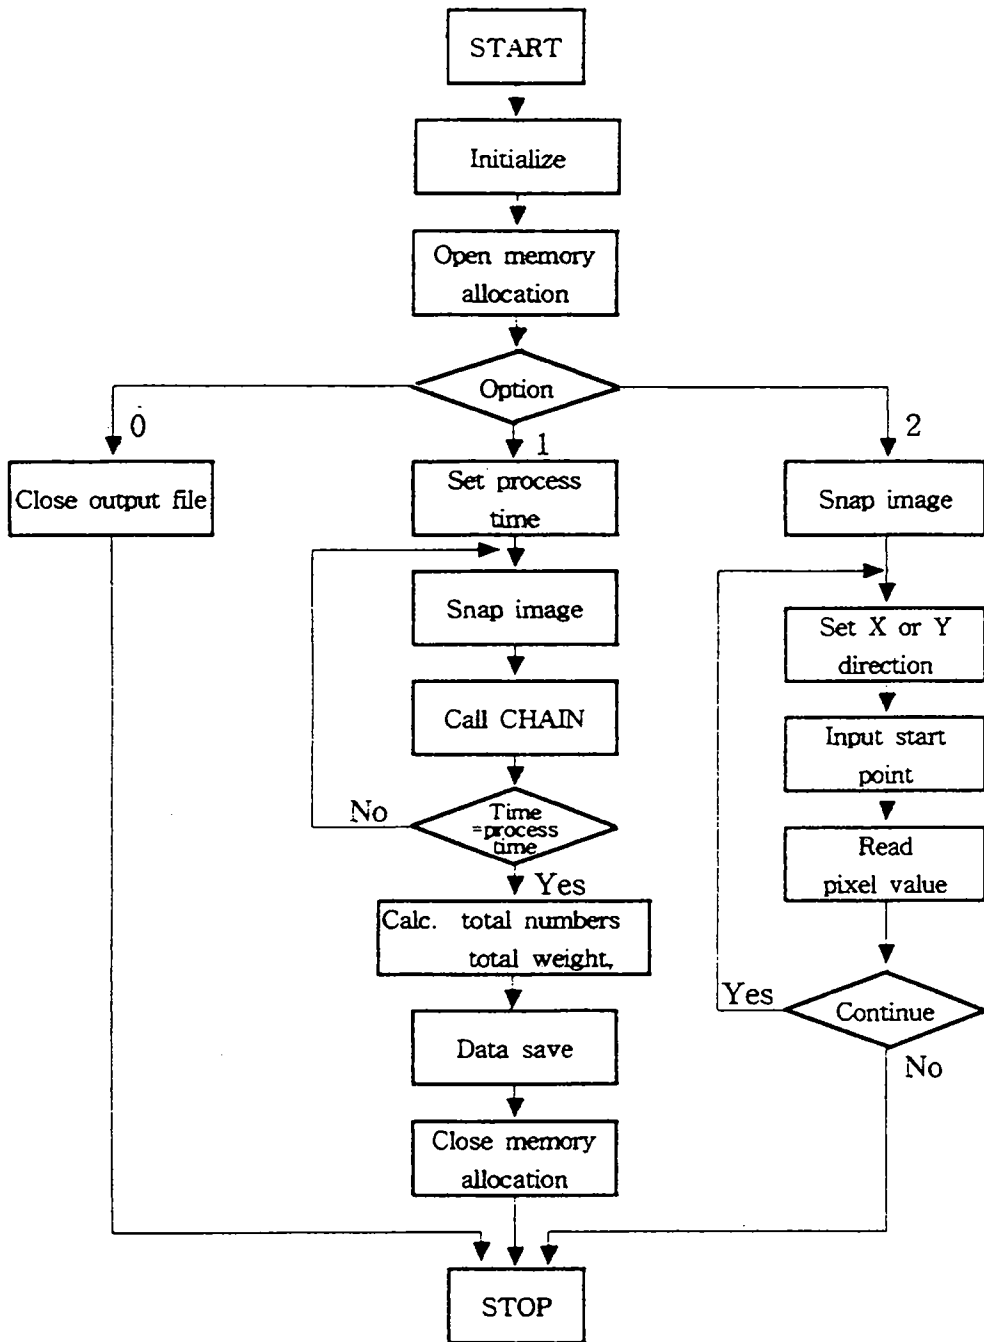 START
Initialize
Open memory
allocation
Option
0
1
2
Close output file
Set process
time
Snap image
Call CHAIN
No
Time
=process
time
Yes
Calc. total numbers
total weight,
Data save
Close memory
allocation
Snap image
Set X or Y
direction
Input start
point
Read
pixel value
Yes
Continue
No
STOP